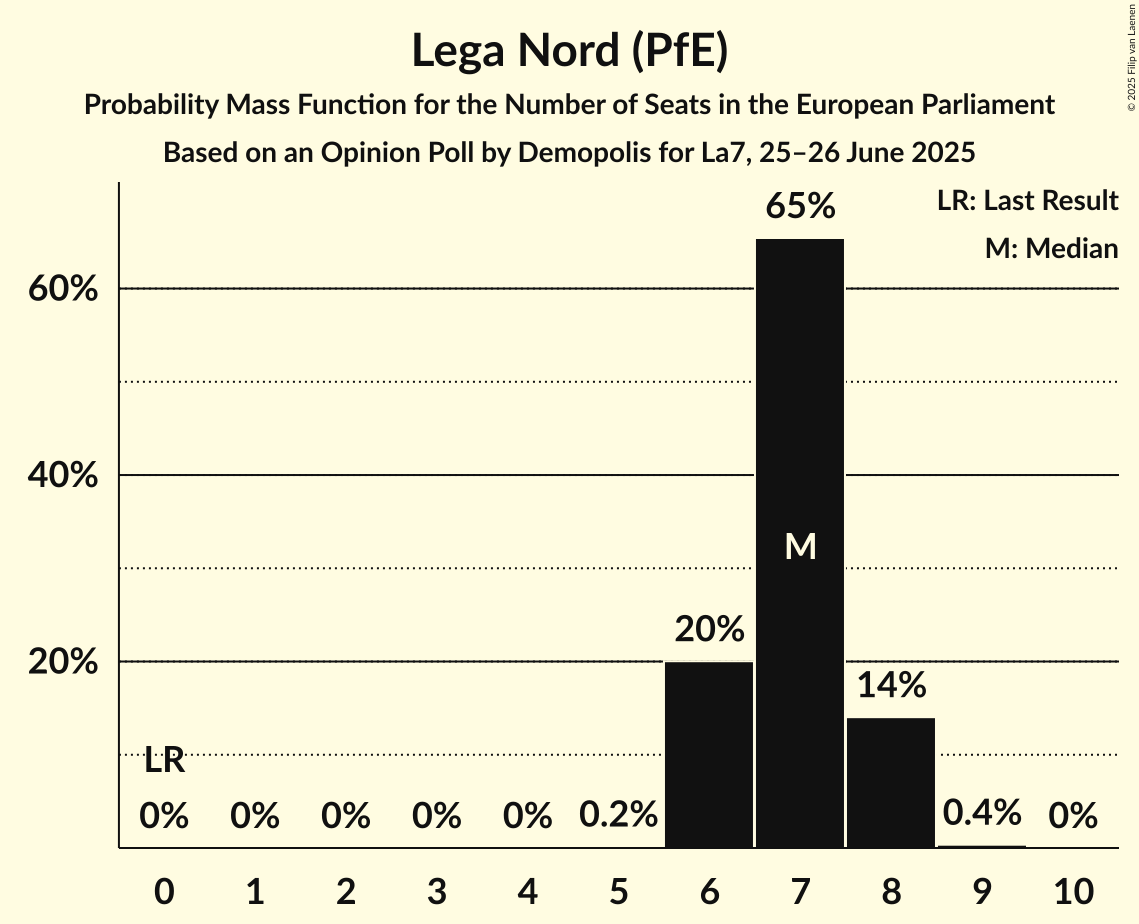 Lega Nord (PfE)
Probability Mass Function for the Number of Seats in the European Parliament
Based on an Opinion Poll by Demopolis for La7, 25–26 June 2025
© 2025 Filip van Laenen
LR: Last Result
M: Median
65%
60%
40%
M
20%
20%
14%
LR
0% 0% 0% 0% 0% 0.2% 0.4% 0%
0 1 2 3 4 5 6 7 8 9 10